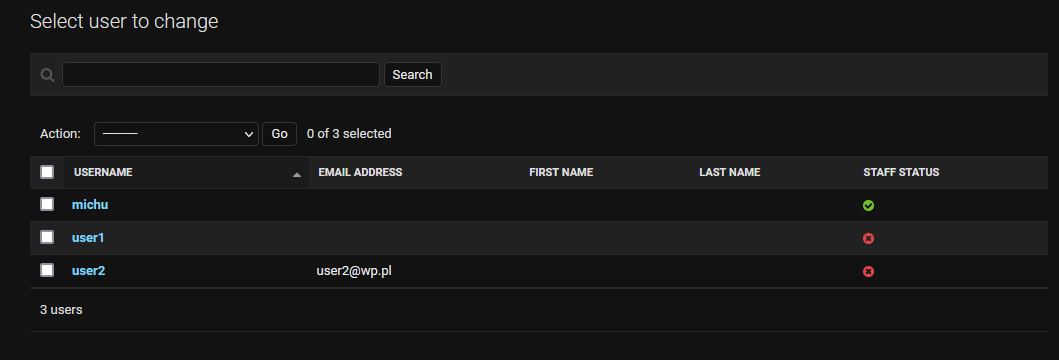 Select user to change
Search
Action: --------- Go 0 of 3 selected
USERNAME EMAIL ADDRESS FIRST NAME LAST NAME STAFF STATUS
michu
user1
user2 user2@wp.pl
3 users